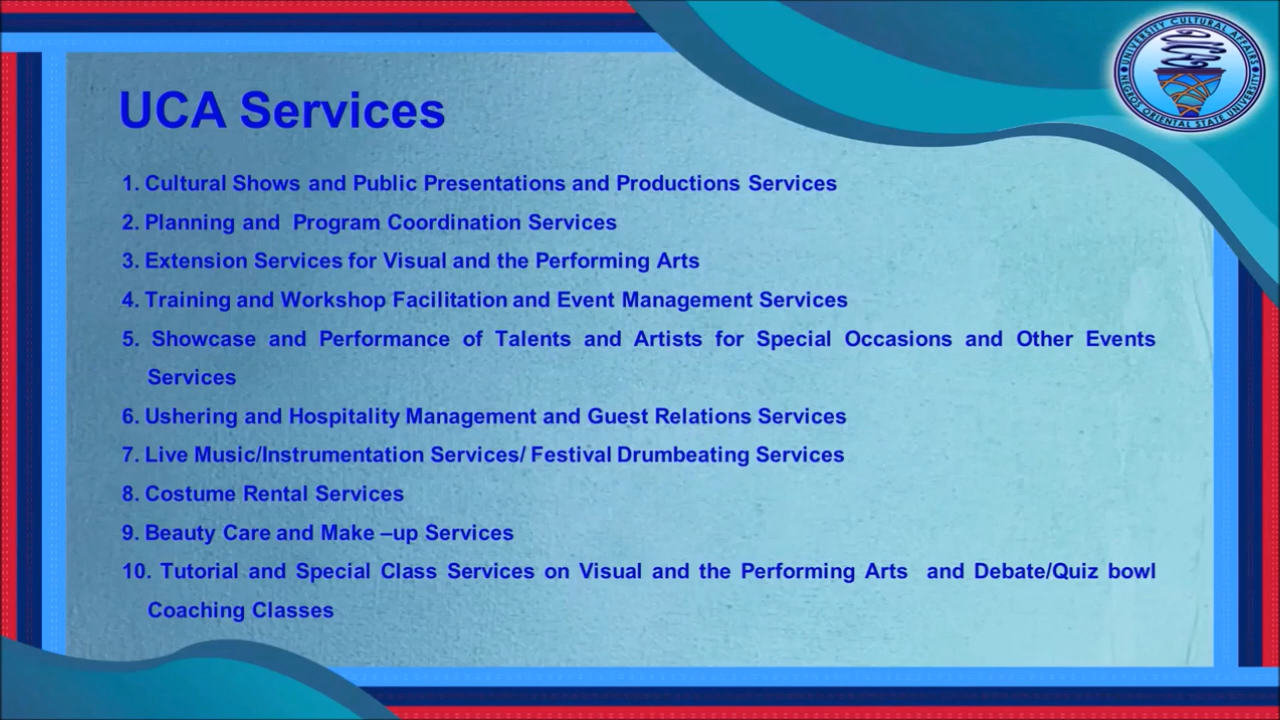 UNIVERSITY CULTURAL AFFAIRS
NEGROS ORIENTAL STATE UNIVERSITY
UCA Services
1. Cultural Shows and Public Presentations and Productions Services
2. Planning and  Program Coordination Services
3. Extension Services for Visual and the Performing Arts
4. Training and Workshop Facilitation and Event Management Services
5. Showcase and Performance of Talents and Artists for Special Occasions and Other Events
Services
6. Ushering and Hospitality Management and Guest Relations Services
7. Live Music/Instrumentation Services/ Festival Drumbeating Services
8. Costume Rental Services
9. Beauty Care and Make –up Services
10. Tutorial and Special Class Services on Visual and the Performing Arts  and Debate/Quiz bowl
Coaching Classes